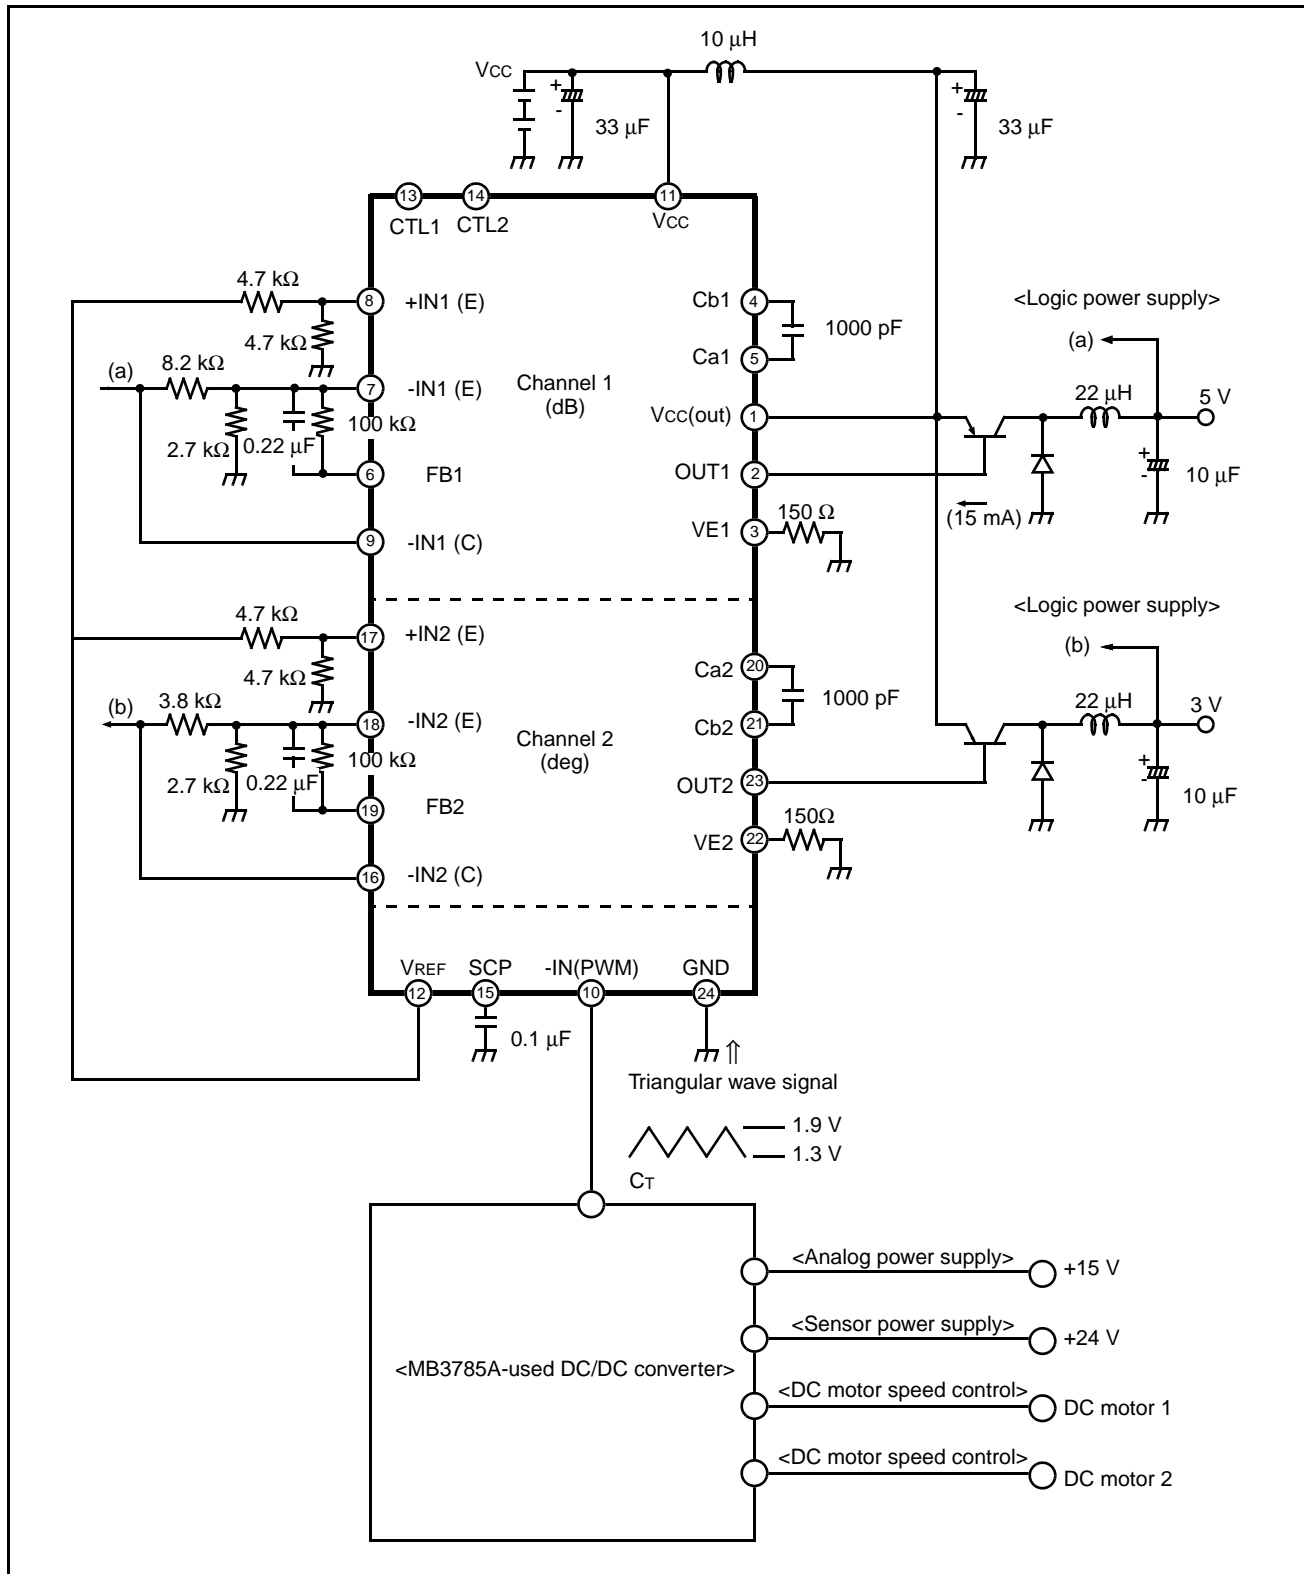 10 μH
VCC
+
-
33 μF
+
-
33 μF
13
14
11
CTL1
CTL2
VCC
4.7 kΩ
8
+IN1 (E)
Cb1
4
<Logic power supply>
4.7 kΩ
1000 pF
(a)
(a)
8.2 kΩ
Ca1
5
7
-IN1 (E)
Channel 1
(dB)
22 μH
5 V
100 kΩ
VCC(out)
1
2.7 kΩ
0.22 μF
6
FB1
OUT1
2
+
-
10 μF
(15 mA)
9
-IN1 (C)
VE1
3
150 Ω
4.7 kΩ
<Logic power supply>
17
+IN2 (E)
(b)
4.7 kΩ
Ca2
20
1000 pF
(b)
3.8 kΩ
22 μH
3 V
18
-IN2 (E)
Cb2
21
Channel 2
(deg)
100 kΩ
2.7 kΩ
0.22 μF
OUT2
23
+
-
10 μF
19
FB2
150Ω
VE2
22
16
-IN2 (C)
VREF
SCP
-IN(PWM)
GND
12
15
10
24
0.1 μF
⇑
Triangular wave signal
1.9 V
1.3 V
CT
<Analog power supply>
+15 V
<Sensor power supply>
+24 V
<MB3785A-used DC/DC converter>
<DC motor speed control>
DC motor 1
<DC motor speed control>
DC motor 2